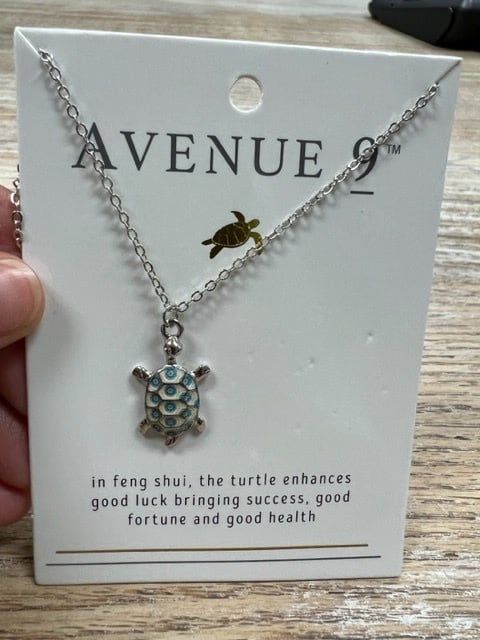 AVENUE 9™
in feng shui, the turtle enhances
good luck bringing success, good
fortune and good health